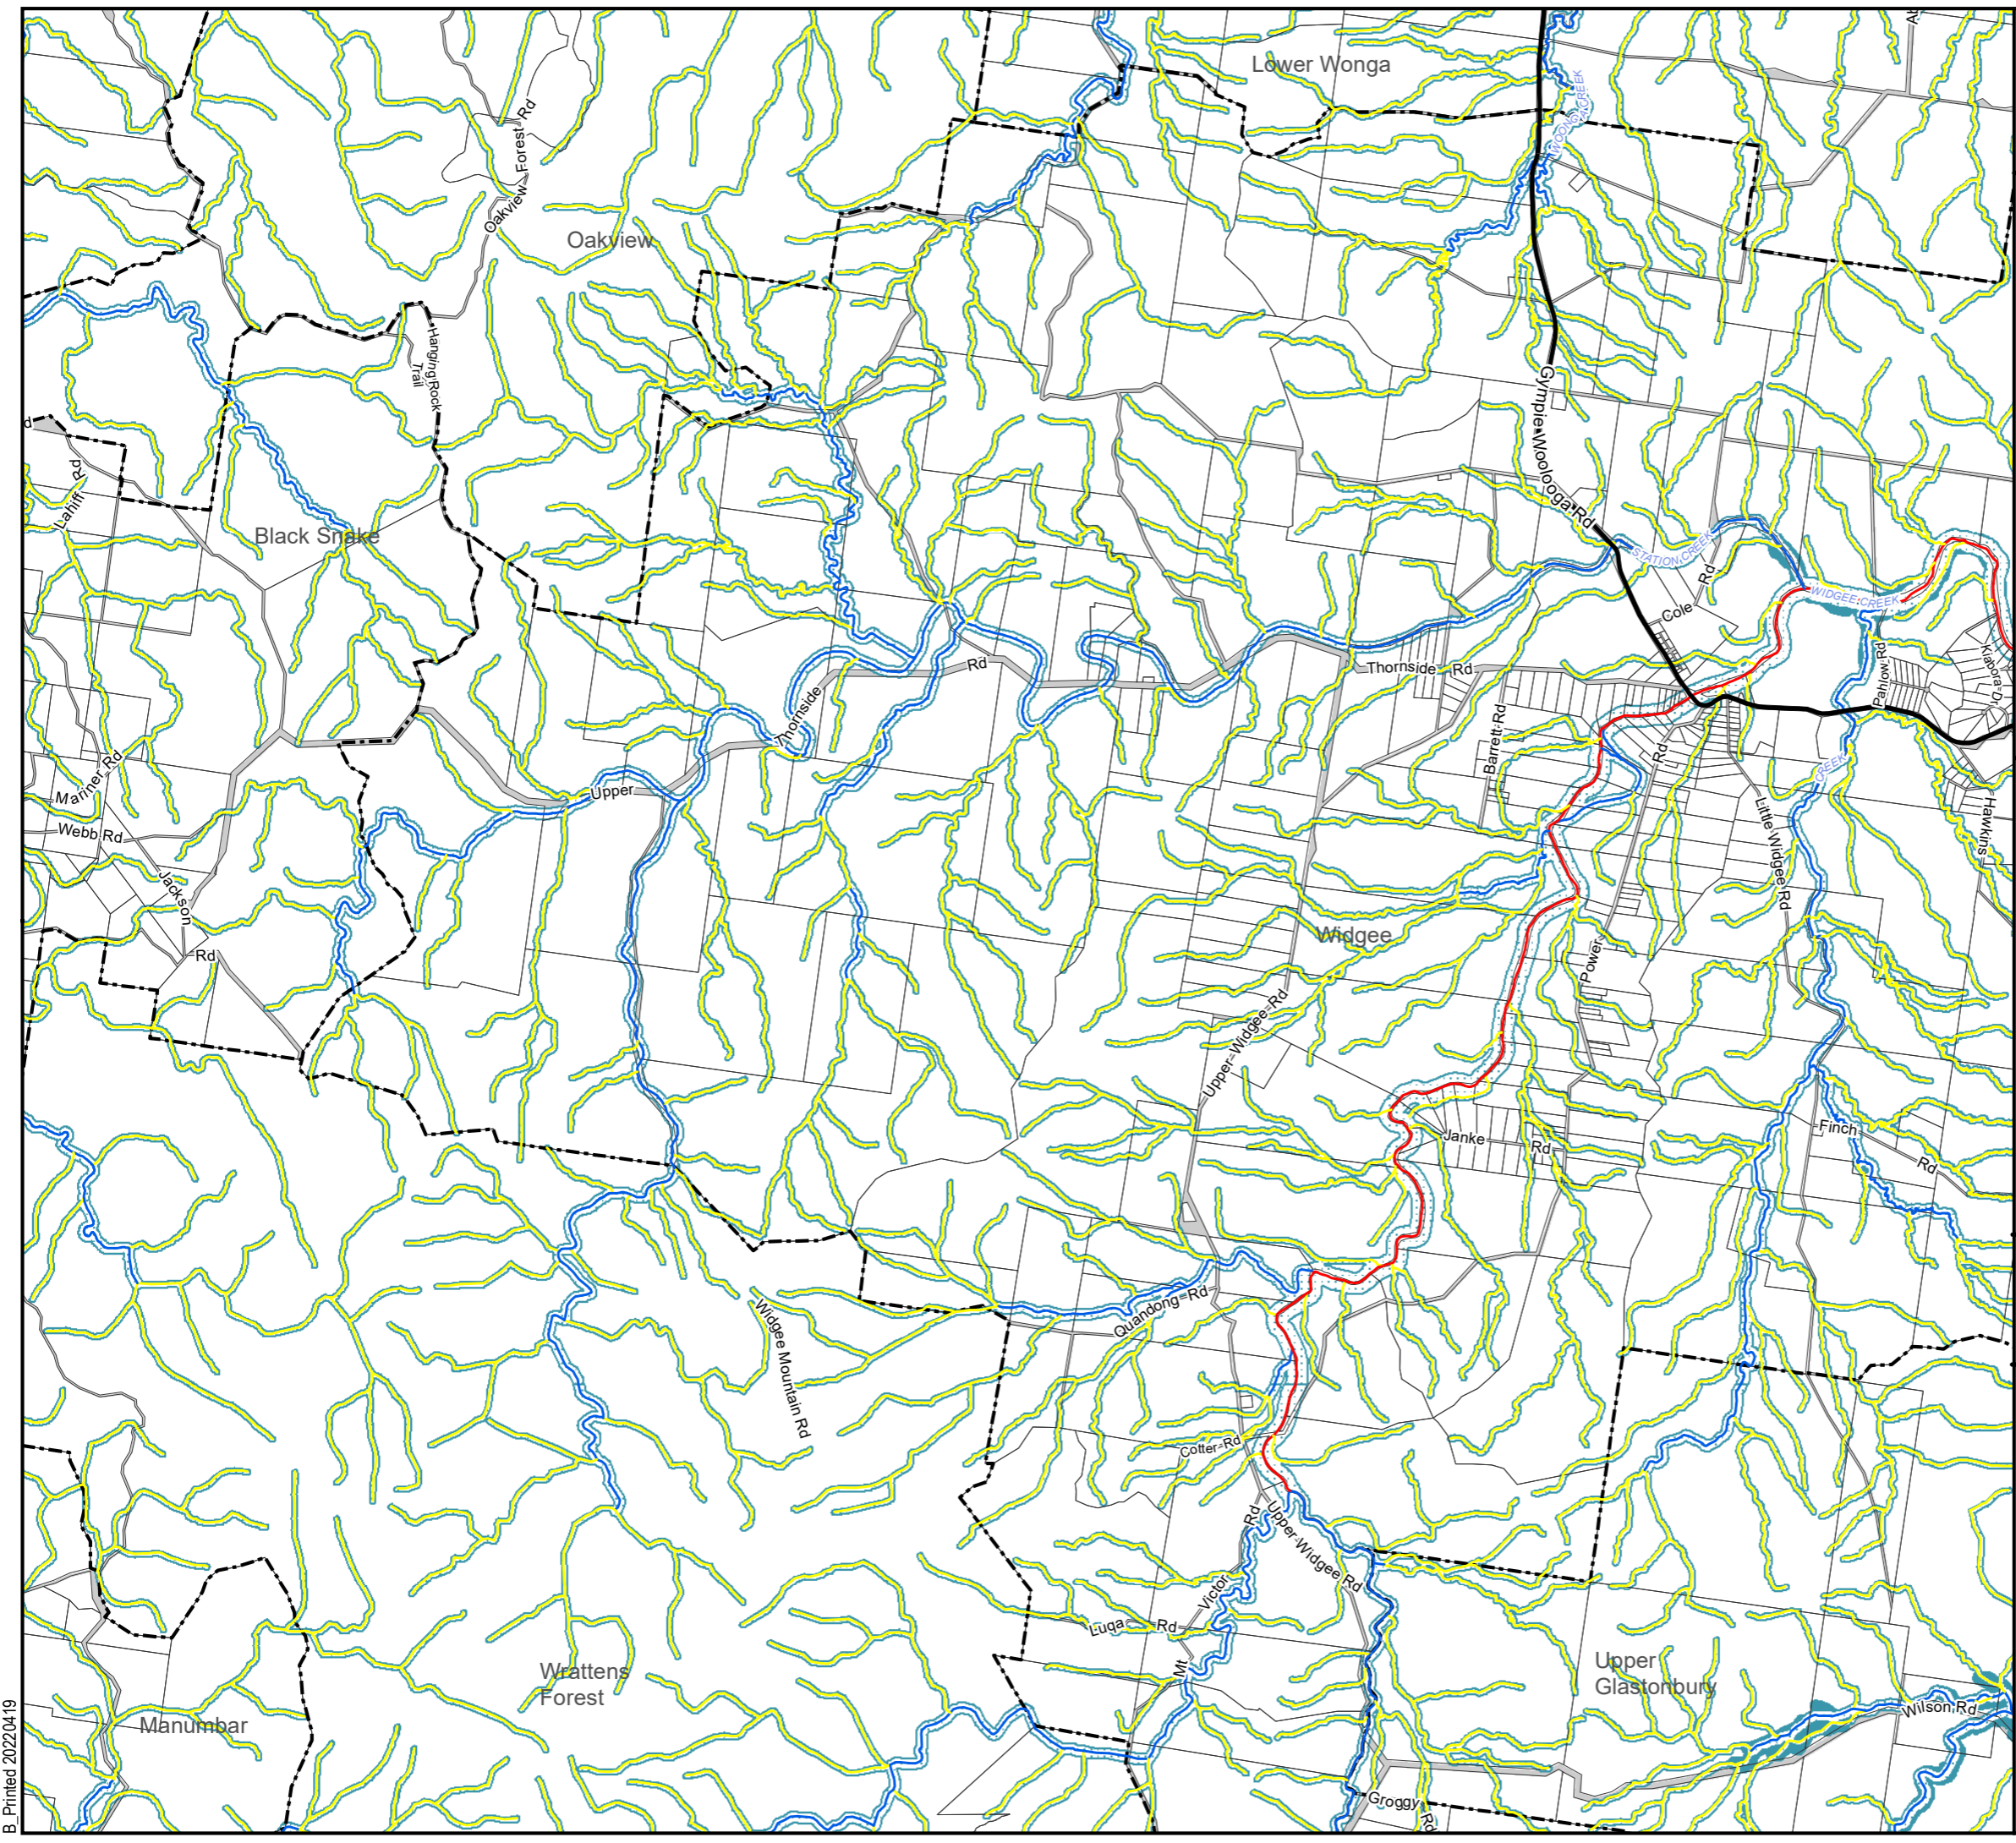 Lower Wonga
WOONGA CREEK
Oakview Forest Rd
Oakview
Hanging Rock
Trail
Gympie-Woolooga Rd
Lahiff Rd
Black Snake
STATION CREEK
WIDGEE CREEK
Cole Rd
Kiabora Dr
Pahlow Rd
Thornside Rd
Upper Thornside Rd
Barrett Rd
Power Rd
Little Widgee Rd
CREEK
Hawkins
Mariner Rd
Webb Rd
Jackson Rd
Widgee
Upper Widgee Rd
Janke Rd
Finch Rd
Quandong Rd
Widgee Mountain Rd
Cotter Rd
Upper Widgee Rd
Mt Victor Rd
Luqa Rd
Wrattens
Forest
Upper
Glastonbury
Manumbar
Wilson Rd
Groggy Rd
B_Printed 20220419